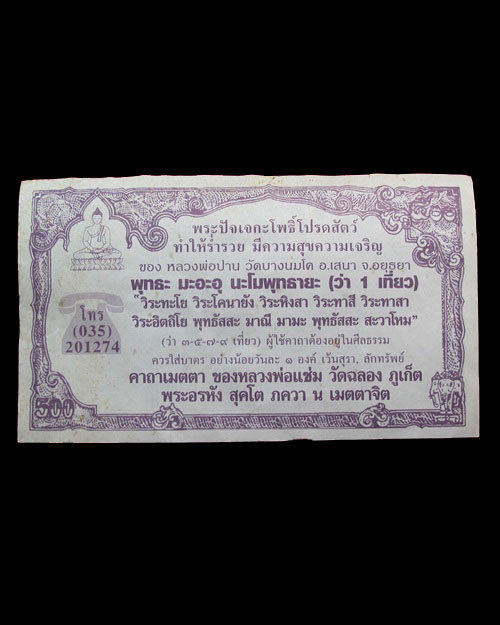 ๕๐๐
พระปัจเจกะโพธิ์โปรดสัตว์
ทำให้ร่ำรวย มีความสุขความเจริญ
ของ หลวงพ่อปาน วัดบางนมโค อ.เสนา จ.อยุธยา
พุทธะ มะอะอุ นะโมพุทธายะ (ว่า 1 เที่ยว)
"วิระทะโย วิระโคนายัง วิระหิงสา วิระทาสี วิระทาสา
วิระอิตถิโย พุทธัสสะ มาณี มามะ พุทธัสสะ สะวาโหม"
(ว่า ๓-๕-๗-๙ เที่ยว) ผู้ใช้คาถาต้องอยู่ในศีลธรรม
ควรใส่บาตร อย่างน้อยวันละ ๑ องค์ เว้นสุรา, ลักทรัพย์
คาถาเมตตา ของหลวงพ่อแช่ม วัดฉลอง ภูเก็ต
พระอรหัง สุคโต ภควา น เมตตาจิต
โทร
(035)
201274
500